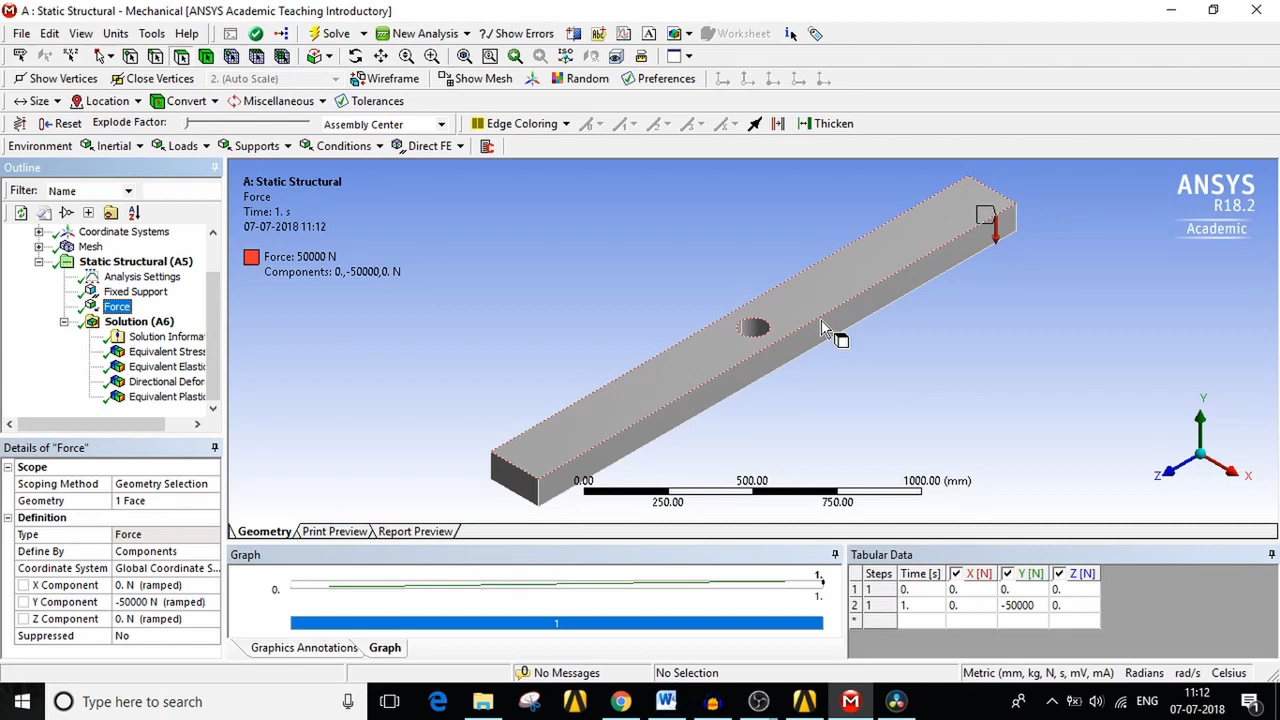 A : Static Structural - Mechanical [ANSYS Academic Teaching Introductory]
File Edit View Units Tools Help Solve New Analysis ?/ Show Errors Worksheet
Show Vertices Close Vertices 2. (Auto Scale) Wireframe Show Mesh Random Preferences
Size Location Convert Miscellaneous Tolerances
Reset Explode Factor: Assembly Center Edge Coloring Thicken
Environment Inertial Loads Supports Conditions Direct FE
Outline
Filter: Name
Coordinate Systems
Mesh
Static Structural (A5)
Analysis Settings
Fixed Support
Force
Solution (A6)
Solution Informa
Equivalent Stress
Equivalent Elastic
Directional Defor
Equivalent Plasti
Details of "Force"
Scope
Scoping Method Geometry Selection
Geometry 1 Face
Definition
Type Force
Define By Components
Coordinate System Global Coordinate S...
X Component 0. N (ramped)
Y Component -50000 N (ramped)
Z Component 0. N (ramped)
Suppressed No
A: Static Structural
Force
Time: 1. s
07-07-2018 11:12
Force: 50000 N
Components: 0.,-50000,0. N
ANSYS
R18.2
Academic
Y
Z
X
0.00 500.00 1000.00 (mm)
250.00 750.00
Geometry Print Preview Report Preview
Graph
0.
1.
1.
1
Graphics Annotations Graph
Tabular Data
Steps Time [s] X [N] Y [N] Z [N]
1 1 0. 0. 0. 0.
2 1 1. 0. -50000 0.
*
0 No Messages No Selection Metric (mm, kg, N, s, mV, mA) Radians rad/s Celsius
Type here to search
ENG
11:12
07-07-2018
1